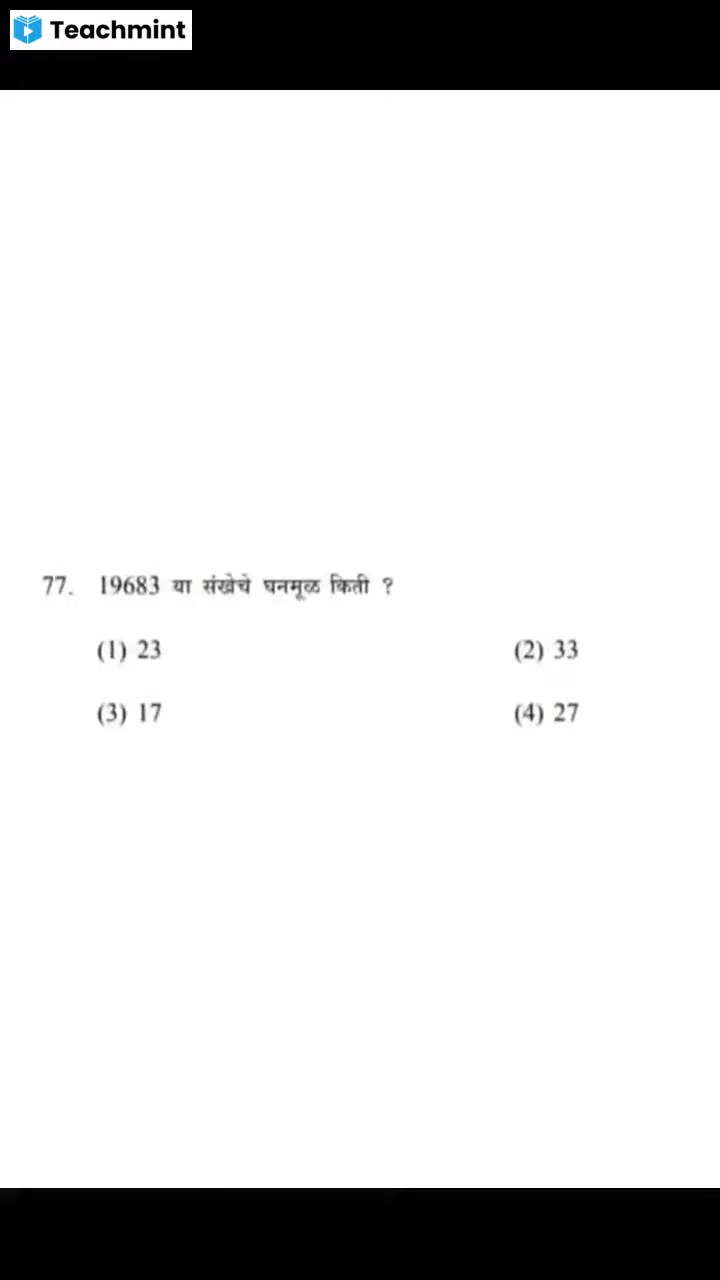 Teachmint
77. 19683 या संखेचे घनमूळ किती ?
(1) 23 (2) 33
(3) 17 (4) 27